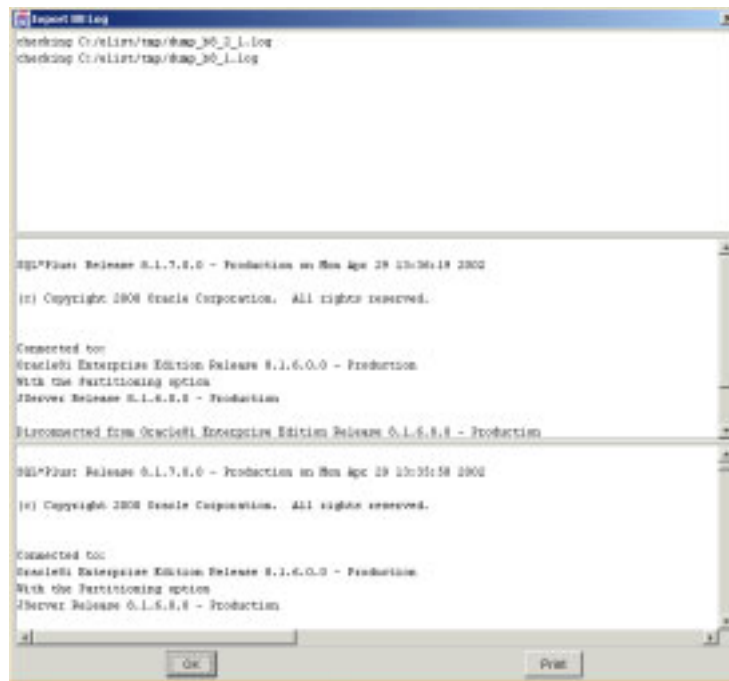 Export DB Log
checking C:/elist/tmp/dump_b8_2_1.log
checking C:/elist/tmp/dump_b8_1.log
SQL*Plus: Release 8.1.7.0.0 - Production on Mon Apr 29 13:36:19 2002
(c) Copyright 2000 Oracle Corporation.  All rights reserved.
Connected to:
Oracle8i Enterprise Edition Release 8.1.6.0.0 - Production
With the Partitioning option
JServer Release 8.1.6.0.0 - Production
Disconnected from Oracle8i Enterprise Edition Release 8.1.6.0.0 - Production
SQL*Plus: Release 8.1.7.0.0 - Production on Mon Apr 29 13:35:58 2002
(c) Copyright 2000 Oracle Corporation.  All rights reserved.
Connected to:
Oracle8i Enterprise Edition Release 8.1.6.0.0 - Production
With the Partitioning option
JServer Release 8.1.6.0.0 - Production
OK
Print